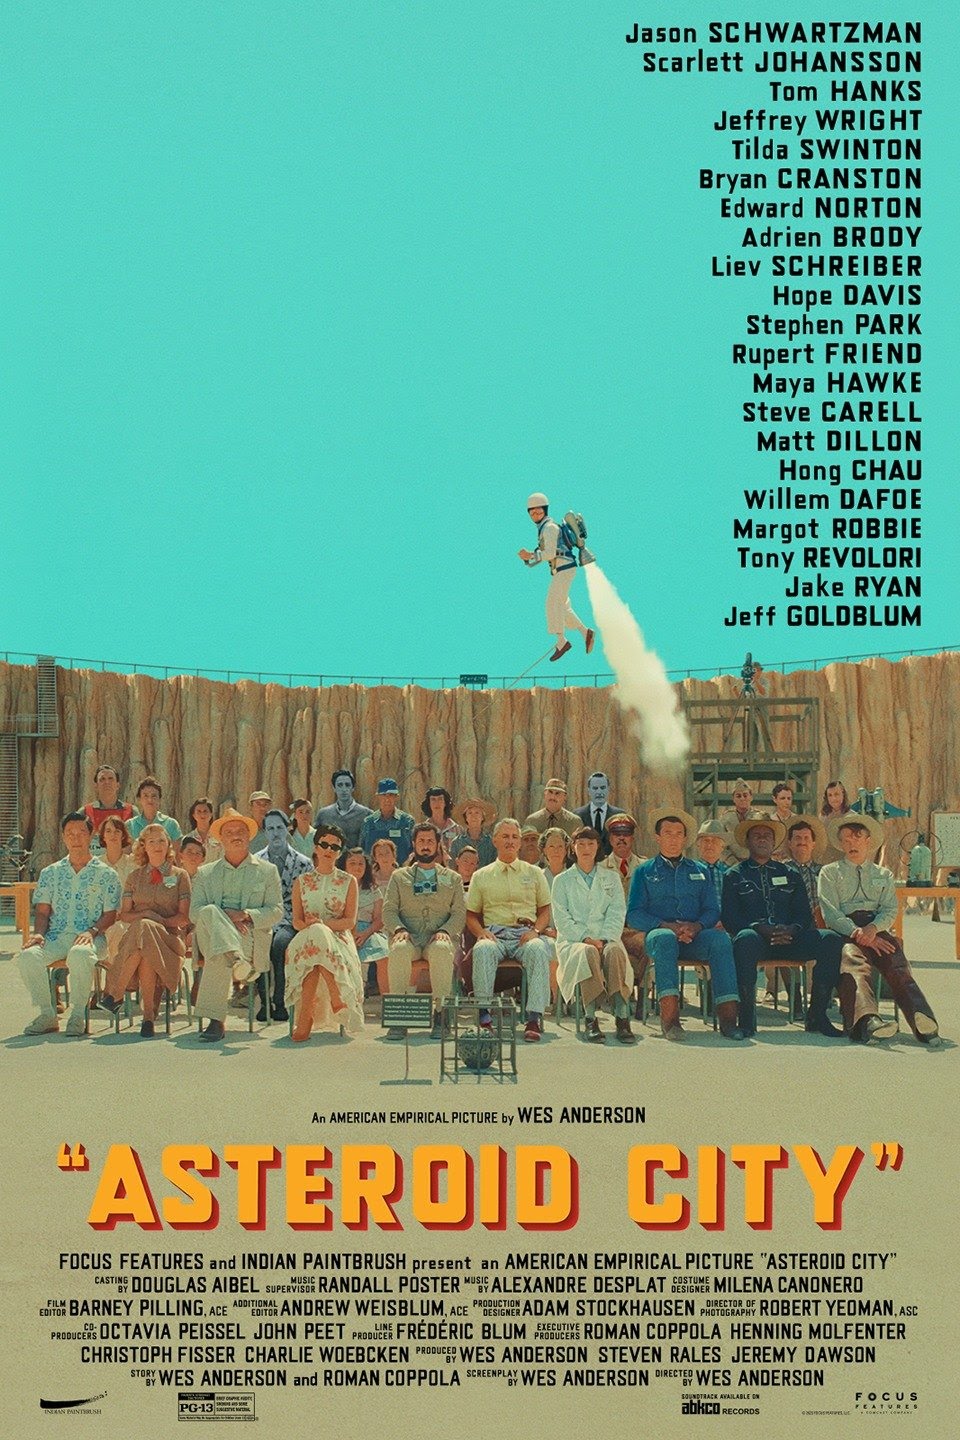 Jason SCHWARTZMAN
Scarlett JOHANSSON
Tom HANKS
Jeffrey WRIGHT
Tilda SWINTON
Bryan CRANSTON
Edward NORTON
Adrien BRODY
Liev SCHREIBER
Hope DAVIS
Stephen PARK
Rupert FRIEND
Maya HAWKE
Steve CARELL
Matt DILLON
Hong CHAU
Willem DAFOE
Margot ROBBIE
Tony REVOLORI
Jake RYAN
Jeff GOLDBLUM
An AMERICAN EMPIRICAL PICTURE by WES ANDERSON
“ASTEROID CITY”
FOCUS FEATURES and INDIAN PAINTBRUSH present an AMERICAN EMPIRICAL PICTURE “ASTEROID CITY”
CASTING BY DOUGLAS AIBEL MUSIC SUPERVISOR RANDALL POSTER MUSIC BY ALEXANDRE DESPLAT COSTUME DESIGNER MILENA CANONERO
FILM EDITOR BARNEY PILLING, ACE ADDITIONAL EDITOR ANDREW WEISBLUM, ACE PRODUCTION DESIGNER ADAM STOCKHAUSEN DIRECTOR OF PHOTOGRAPHY ROBERT YEOMAN, ASC
CO-PRODUCERS OCTAVIA PEISSEL JOHN PEET LINE PRODUCER FRÉDÉRIC BLUM EXECUTIVE PRODUCERS ROMAN COPPOLA HENNING MOLFENTER
CHRISTOPH FISSER CHARLIE WOEBCKEN PRODUCED BY WES ANDERSON STEVEN RALES JEREMY DAWSON
STORY BY WES ANDERSON and ROMAN COPPOLA SCREENPLAY BY WES ANDERSON DIRECTED BY WES ANDERSON
INDIAN PAINTBRUSH
PG-13
SOUNDTRACK AVAILABLE ON
abkco RECORDS
FOCUS
FEATURES
A COMCAST COMPANY